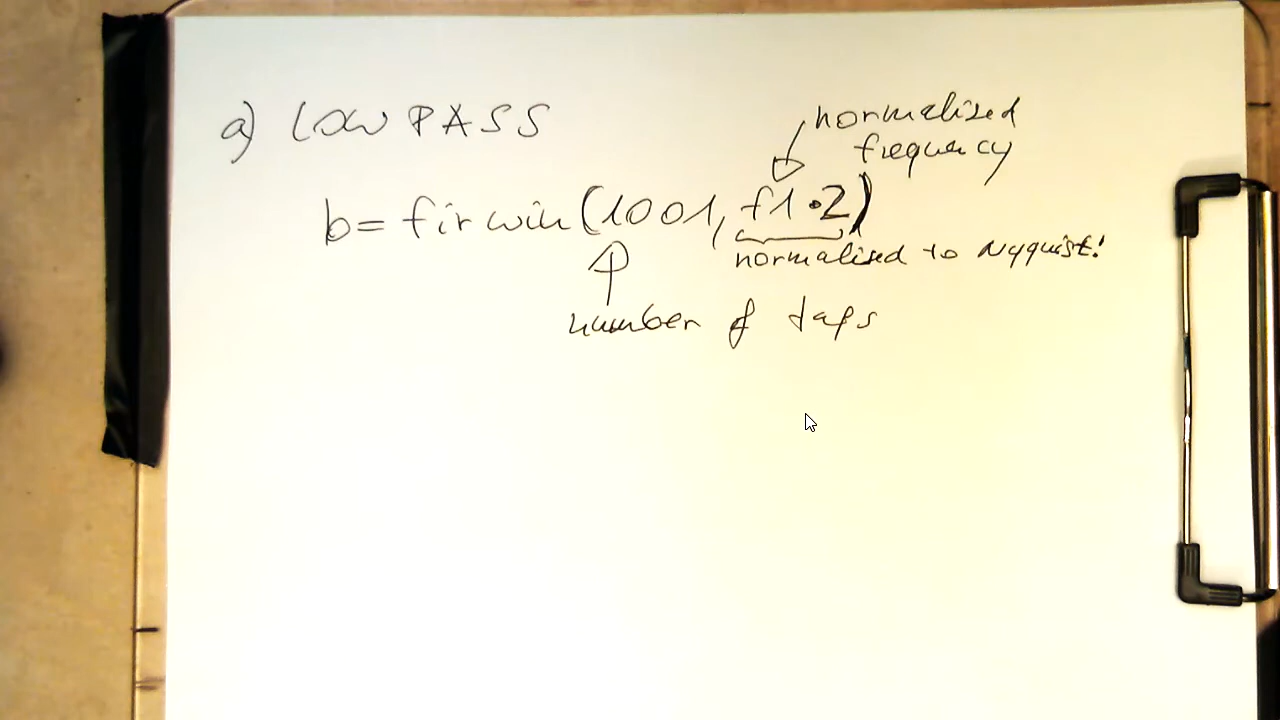 a) LOW PASS
normalised
frequency
b = firwin(1001, f1·2)
normalised to Nyquist!
number of taps